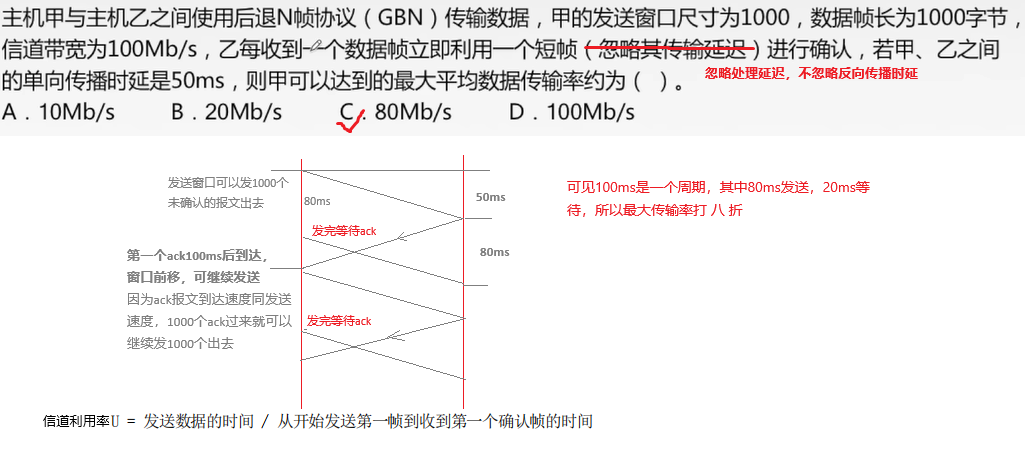 主机甲与主机乙之间使用后退N帧协议（GBN）传输数据，甲的发送窗口尺寸为1000，数据帧长为1000字节，
信道带宽为100Mb/s，乙每收到一个数据帧立即利用一个短帧（忽略其传输延迟）进行确认，若甲、乙之间
忽略处理延迟，不忽略反向传播时延
的单向传播时延是50ms，则甲可以达到的最大平均数据传输率约为（ ）。
A．10Mb/s B．20Mb/s C．80Mb/s D．100Mb/s
发送窗口可以发1000个
未确认的报文出去
80ms
50ms
可见100ms是一个周期，其中80ms发送，20ms等
待，所以最大传输率打 八 折
发完等待ack
80ms
第一个ack100ms后到达，
窗口前移，可继续发送
因为ack报文到达速度同发送
速度，1000个ack过来就可以
继续发1000个出去
发完等待ack
信道利用率U = 发送数据的时间 / 从开始发送第一帧到收到第一个确认帧的时间